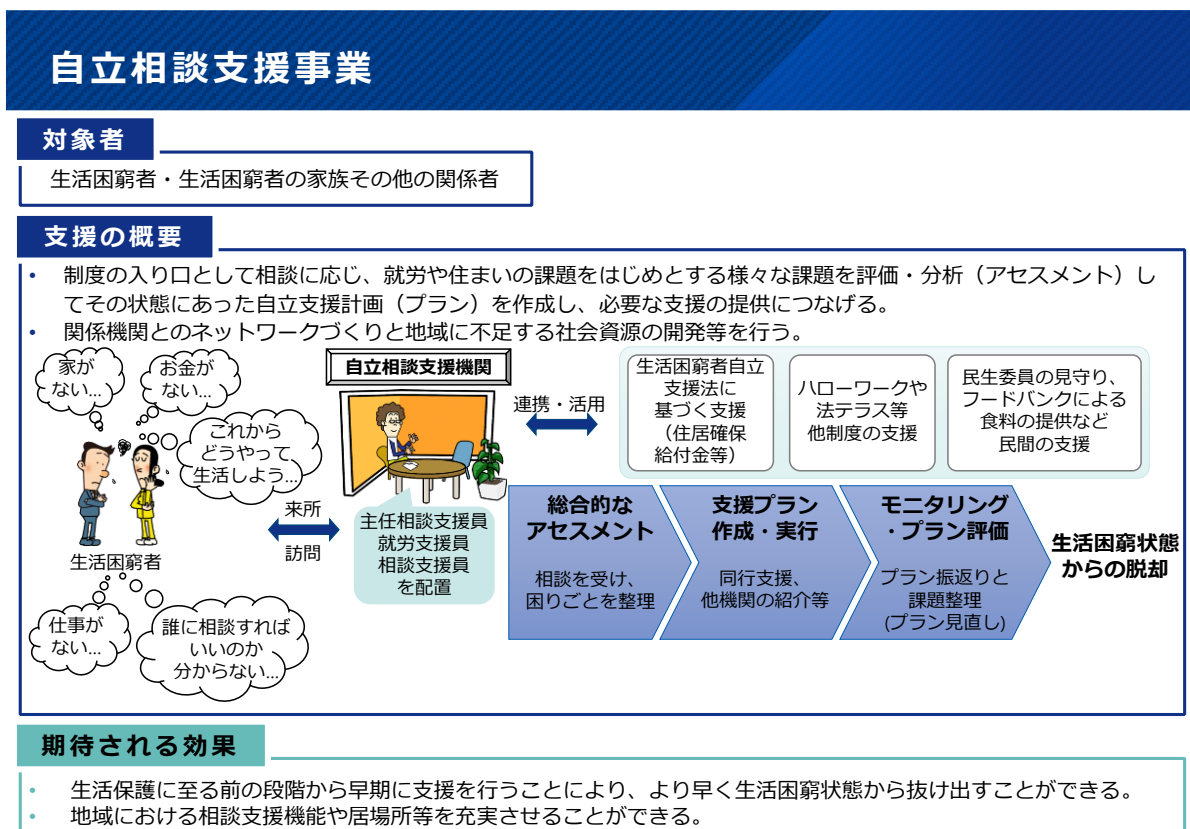 自立相談支援事業
対象者
生活困窮者・生活困窮者の家族その他の関係者
支援の概要
• 制度の入り口として相談に応じ、就労や住まいの課題をはじめとする様々な課題を評価・分析（アセスメント）し
てその状態にあった自立支援計画（プラン）を作成し、必要な支援の提供につなげる。
• 関係機関とのネットワークづくりと地域に不足する社会資源の開発等を行う。
家が
ない…
お金が
ない…
これから
どうやって
生活しよう…
生活困窮者
仕事が
ない…
誰に相談すれば
いいのか
分からない…
来所
訪問
自立相談支援機関
主任相談支援員
就労支援員
相談支援員
を配置
連携・活用
生活困窮者自立
支援法に
基づく支援
（住居確保
給付金等）
ハローワークや
法テラス等
他制度の支援
民生委員の見守り、
フードバンクによる
食料の提供など
民間の支援
総合的な
アセスメント
相談を受け、
困りごとを整理
支援プラン
作成・実行
同行支援、
他機関の紹介等
モニタリング
・プラン評価
プラン振返りと
課題整理
(プラン見直し)
生活困窮状態
からの脱却
期待される効果
• 生活保護に至る前の段階から早期に支援を行うことにより、より早く生活困窮状態から抜け出すことができる。
• 地域における相談支援機能や居場所等を充実させることができる。